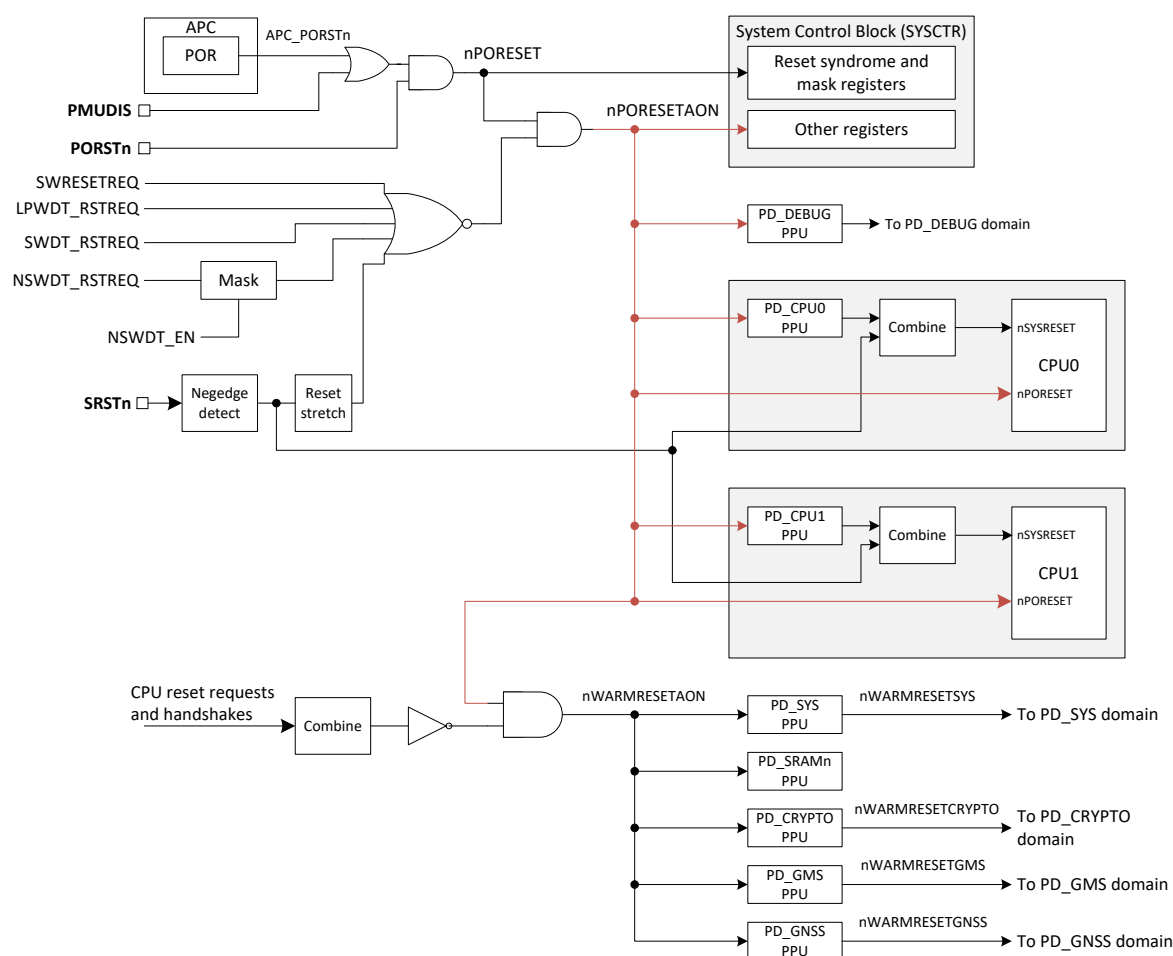 APC
POR
APC_PORSTn
PMUDIS
PORSTn
nPORESET
nPORESETAON
System Control Block (SYSCTR)
Reset syndrome and
mask registers
Other registers
SWRESETREQ
LPWDT_RSTREQ
SWDT_RSTREQ
NSWDT_RSTREQ
Mask
NSWDT_EN
PD_DEBUG
PPU
To PD_DEBUG domain
SRSTn
Negedge
detect
Reset
stretch
PD_CPU0
PPU
Combine
nSYSRESET
CPU0
nPORESET
PD_CPU1
PPU
Combine
nSYSRESET
CPU1
nPORESET
CPU reset requests
and handshakes
Combine
nWARMRESETAON
PD_SYS
PPU
nWARMRESETSYS
To PD_SYS domain
PD_SRAMn
PPU
PD_CRYPTO
PPU
nWARMRESETCRYPTO
To PD_CRYPTO
domain
PD_GMS
PPU
nWARMRESETGMS
To PD_GMS domain
PD_GNSS
PPU
nWARMRESETGNSS
To PD_GNSS domain